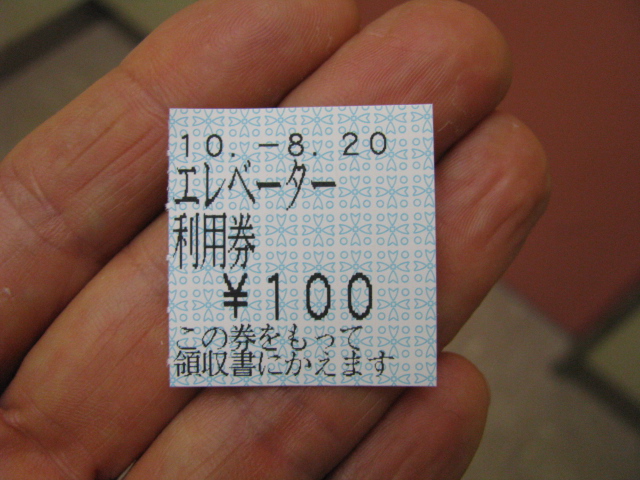 10.-8.20
エレベーター
利用券
¥100
この券をもって
領収書にかえます